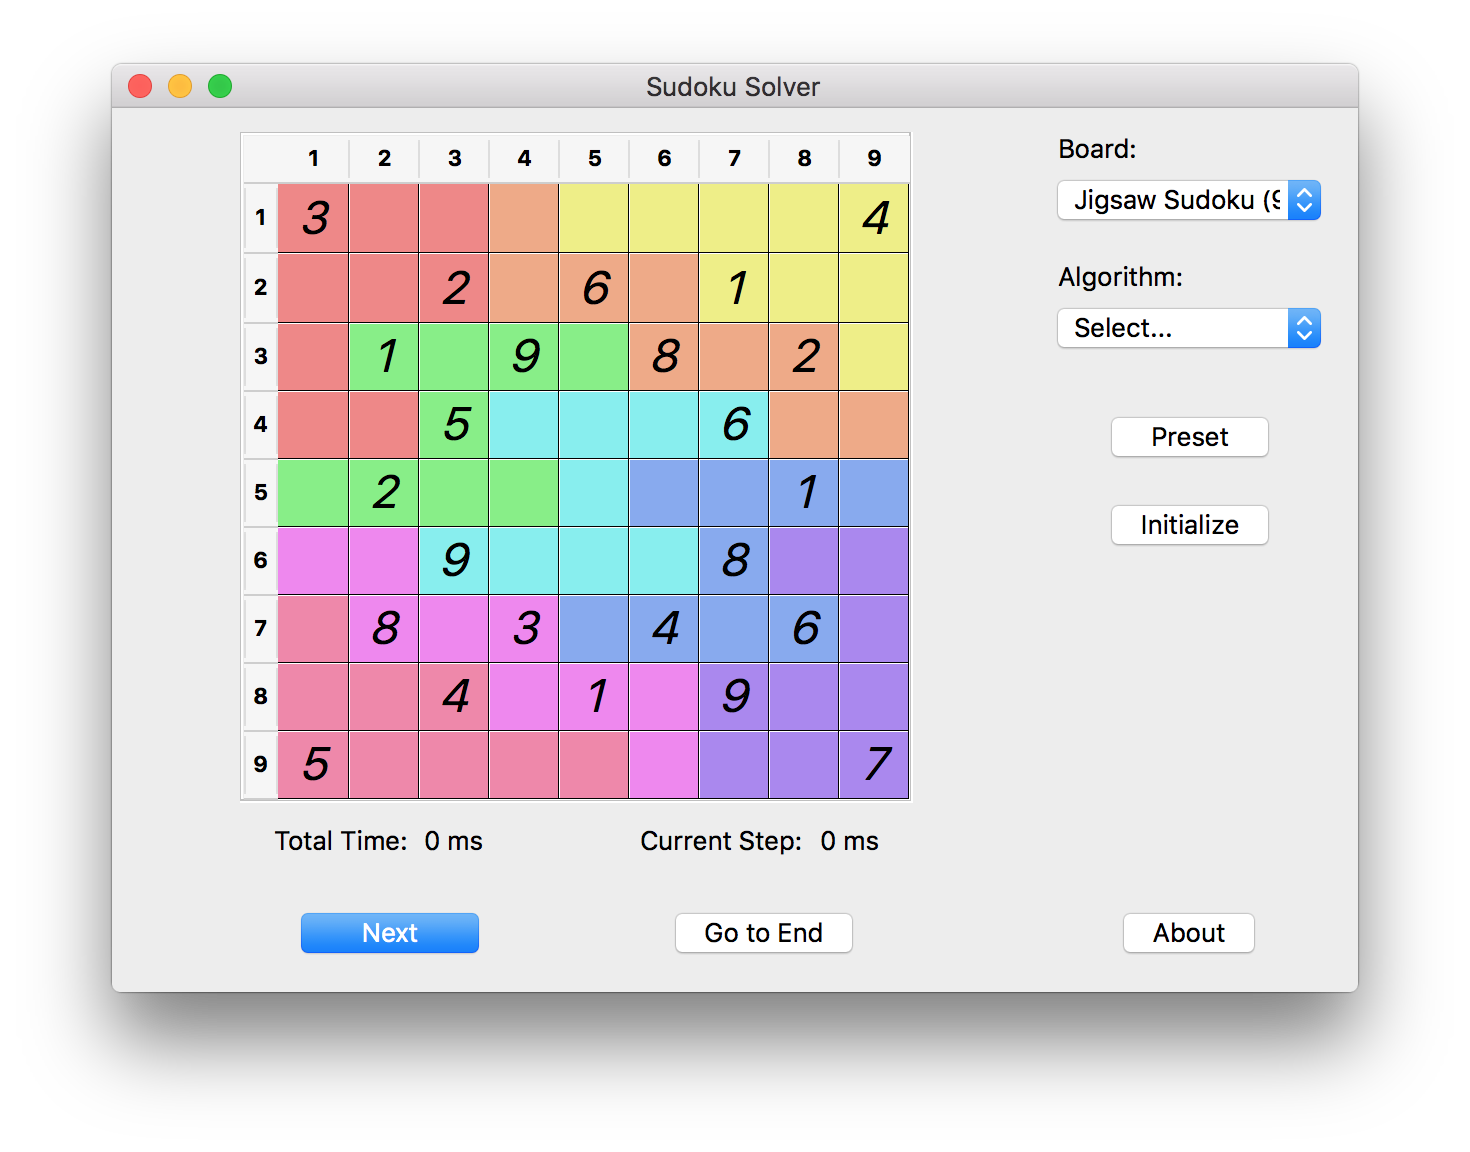 Sudoku Solver
Board:
1 2 3 4 5 6 7 8 9
1 3 4
Jigsaw Sudoku (9
2 2 6 1
Algorithm:
3 1 9 8 2
Select...
4 5 6
Preset
5 2 1
Initialize
6 9 8
7 8 3 4 6
8 4 1 9
9 5 7
Total Time: 0 ms Current Step: 0 ms
Next Go to End About